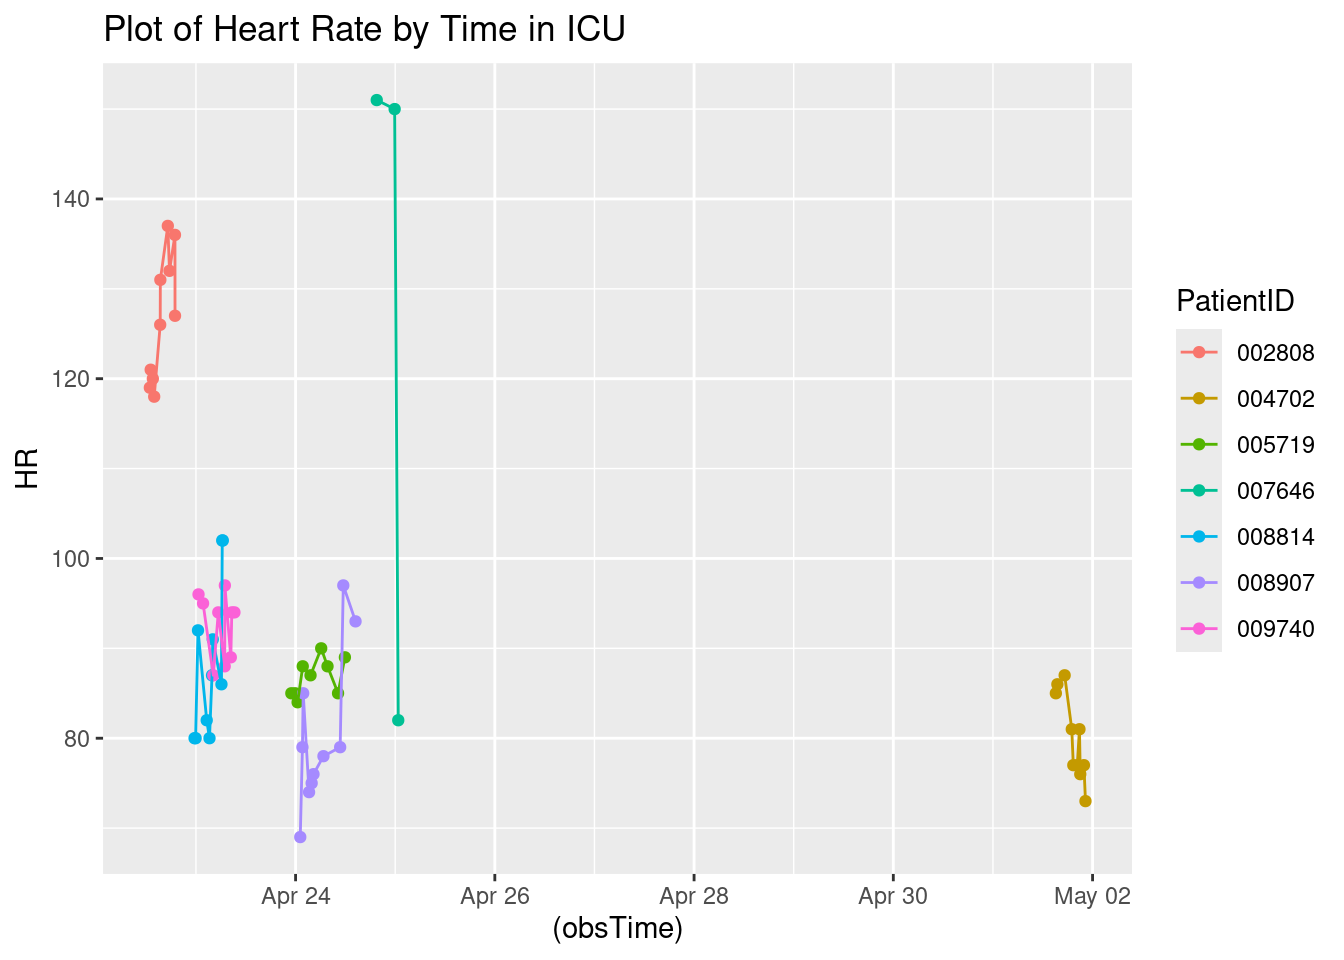 Plot of Heart Rate by Time in ICU
140
120
100
80
HR
Apr 24
Apr 26
Apr 28
Apr 30
May 02
(obsTime)
PatientID
002808
004702
005719
007646
008814
008907
009740